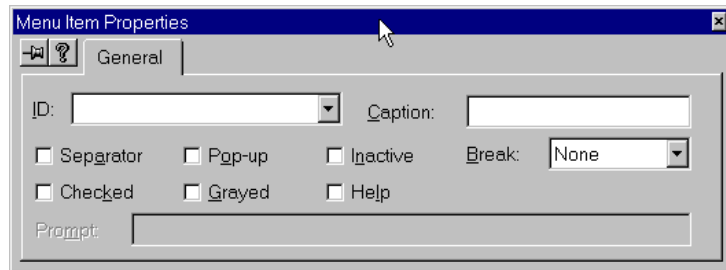 Menu Item Properties
? General
ID: Caption:
Separator Pop-up Inactive Break: None
Checked Grayed Help
Prompt: